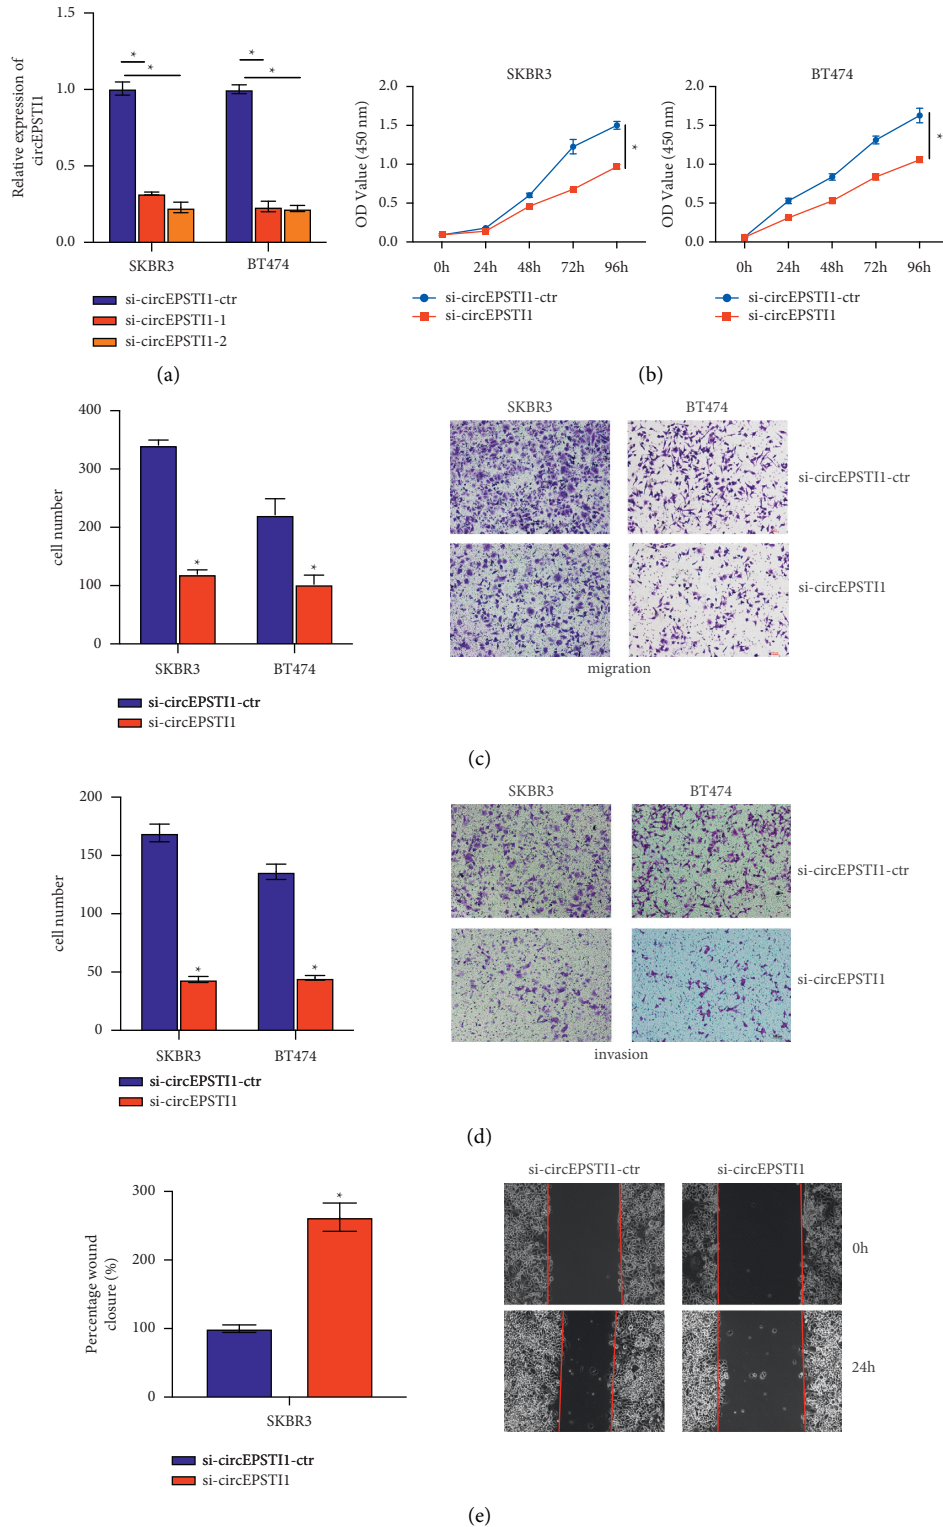 1.5
1.0
0.5
0.0
Relative expression of
circEPSTI1
* * * *
SKBR3 BT474
si-circEPSTI1-ctr
si-circEPSTI1-1
si-circEPSTI1-2
(a)
SKBR3
2.0
1.5
1.0
0.5
0.0
OD Value (450 nm)
*
0h 24h 48h 72h 96h
si-circEPSTI1-ctr
si-circEPSTI1
BT474
2.0
1.5
1.0
0.5
0.0
OD Value (450 nm)
*
0h 24h 48h 72h 96h
si-circEPSTI1-ctr
si-circEPSTI1
(b)
400
300
200
100
0
cell number
* *
SKBR3 BT474
si-circEPSTI1-ctr
si-circEPSTI1
SKBR3 BT474
si-circEPSTI1-ctr
si-circEPSTI1
migration
(c)
200
150
100
50
0
cell number
* *
SKBR3 BT474
si-circEPSTI1-ctr
si-circEPSTI1
SKBR3 BT474
si-circEPSTI1-ctr
si-circEPSTI1
invasion
(d)
300
200
100
0
Percentage wound
closure (%)
*
SKBR3
si-circEPSTI1-ctr
si-circEPSTI1
si-circEPSTI1-ctr si-circEPSTI1
0h
24h
(e)